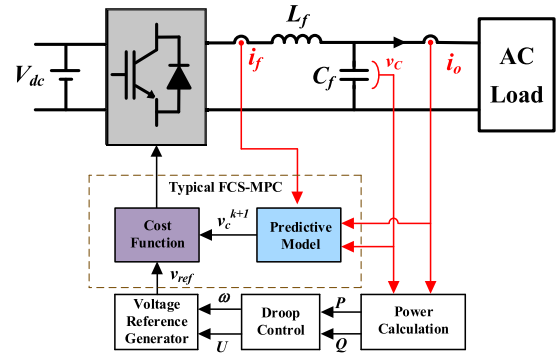 L_f
V_dc
i_f
C_f
v_C
i_o
AC
Load
Typical FCS-MPC
Cost
Function
v_c^{k+1}
Predictive
Model
v_ref
Voltage
Reference
Generator
ω
U
Droop
Control
P
Q
Power
Calculation